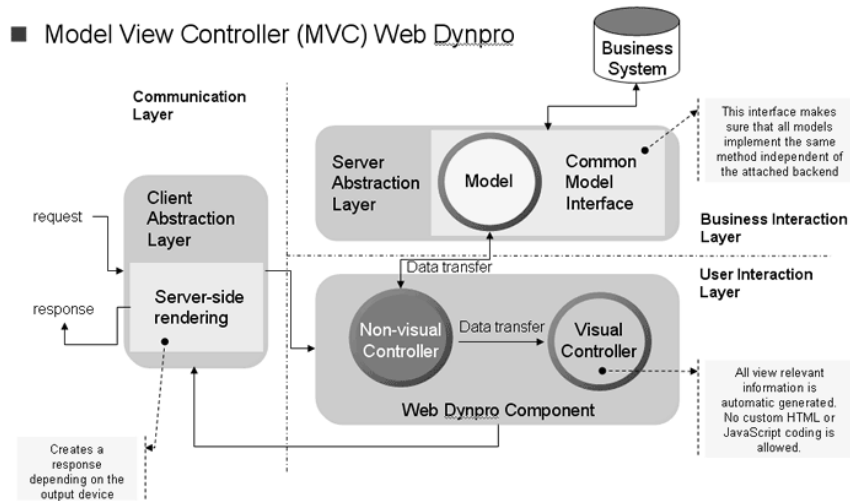 Model View Controller (MVC) Web Dynpro
Business
System
Communication
Layer
This interface makes
sure that all models
implement the same
method independent of
the attached backend
Server
Abstraction
Layer
Model
Common
Model
Interface
Business Interaction
Layer
Client
Abstraction
Layer
request
response
Server-side
rendering
Data transfer
User Interaction
Layer
Non-visual
Controller
Data transfer
Visual
Controller
Web Dynpro Component
All view relevant
information is
automatic generated.
No custom HTML or
JavaScript coding is
allowed.
Creates a
response
depending on the
output device